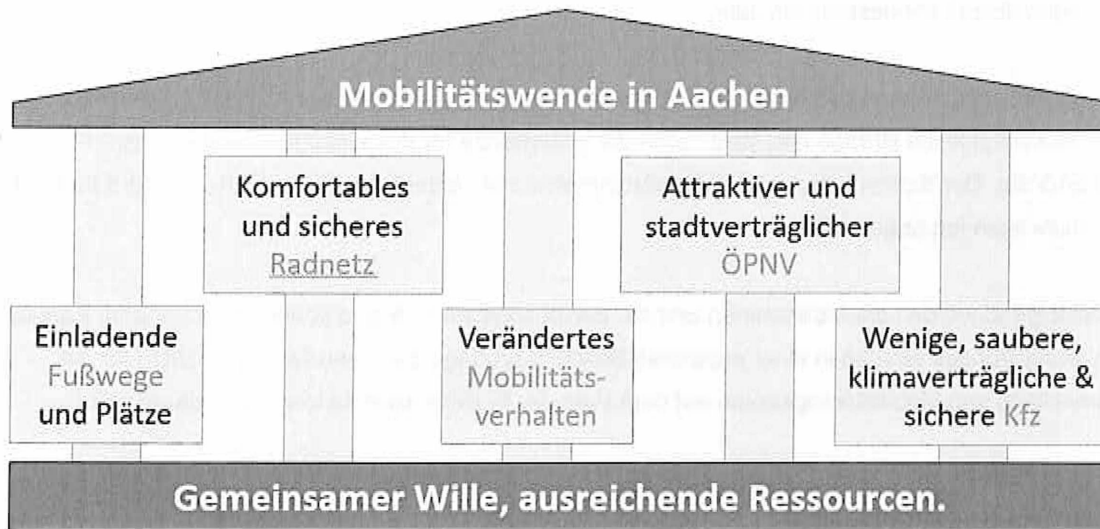 Mobilitätswende in Aachen
Komfortables
und sicheres
Radnetz
Attraktiver und
stadtverträglicher
ÖPNV
Einladende
Fußwege
und Plätze
Verändertes
Mobilitäts-
verhalten
Wenige, saubere,
klimaverträgliche &
sichere Kfz
Gemeinsamer Wille, ausreichende Ressourcen.